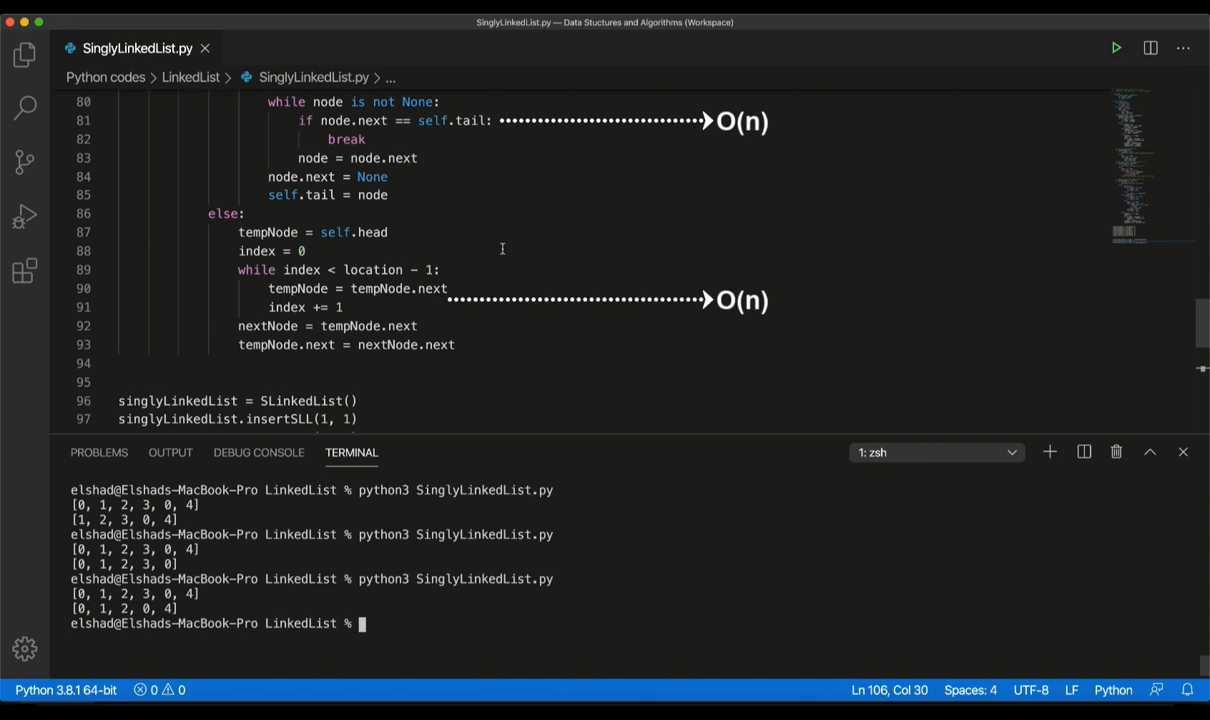 SinglyLinkedList.py — Data Stuctures and Algorithms (Workspace)
SinglyLinkedList.py
Python codes > LinkedList > SinglyLinkedList.py > ...
80 while node is not None:
81 if node.next == self.tail: O(n)
82 break
83 node = node.next
84 node.next = None
85 self.tail = node
86 else:
87 tempNode = self.head
88 index = 0
89 while index < location - 1:
90 tempNode = tempNode.next
O(n)
91 index += 1
92 nextNode = tempNode.next
93 tempNode.next = nextNode.next
94
95
96 singlyLinkedList = SLinkedList()
97 singlyLinkedList.insertSLL(1, 1)
PROBLEMS OUTPUT DEBUG CONSOLE TERMINAL 1: zsh
elshad@Elshads-MacBook-Pro LinkedList % python3 SinglyLinkedList.py
[0, 1, 2, 3, 0, 4]
[1, 2, 3, 0, 4]
elshad@Elshads-MacBook-Pro LinkedList % python3 SinglyLinkedList.py
[0, 1, 2, 3, 0, 4]
[0, 1, 2, 3, 0]
elshad@Elshads-MacBook-Pro LinkedList % python3 SinglyLinkedList.py
[0, 1, 2, 3, 0, 4]
[0, 1, 2, 0, 4]
elshad@Elshads-MacBook-Pro LinkedList %
Python 3.8.1 64-bit 0 0 Ln 106, Col 30 Spaces: 4 UTF-8 LF Python